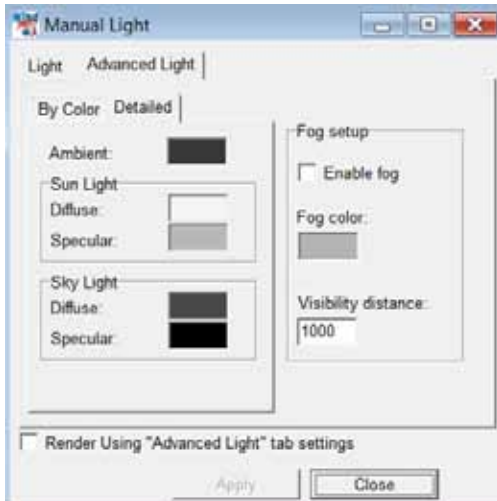 Manual Light
Light Advanced Light
By Color Detailed
Ambient:
Sun Light
Diffuse:
Specular:
Sky Light
Diffuse:
Specular:
Fog setup
Enable fog
Fog color:
Visibility distance:
1000
Render Using "Advanced Light" tab settings
Apply Close